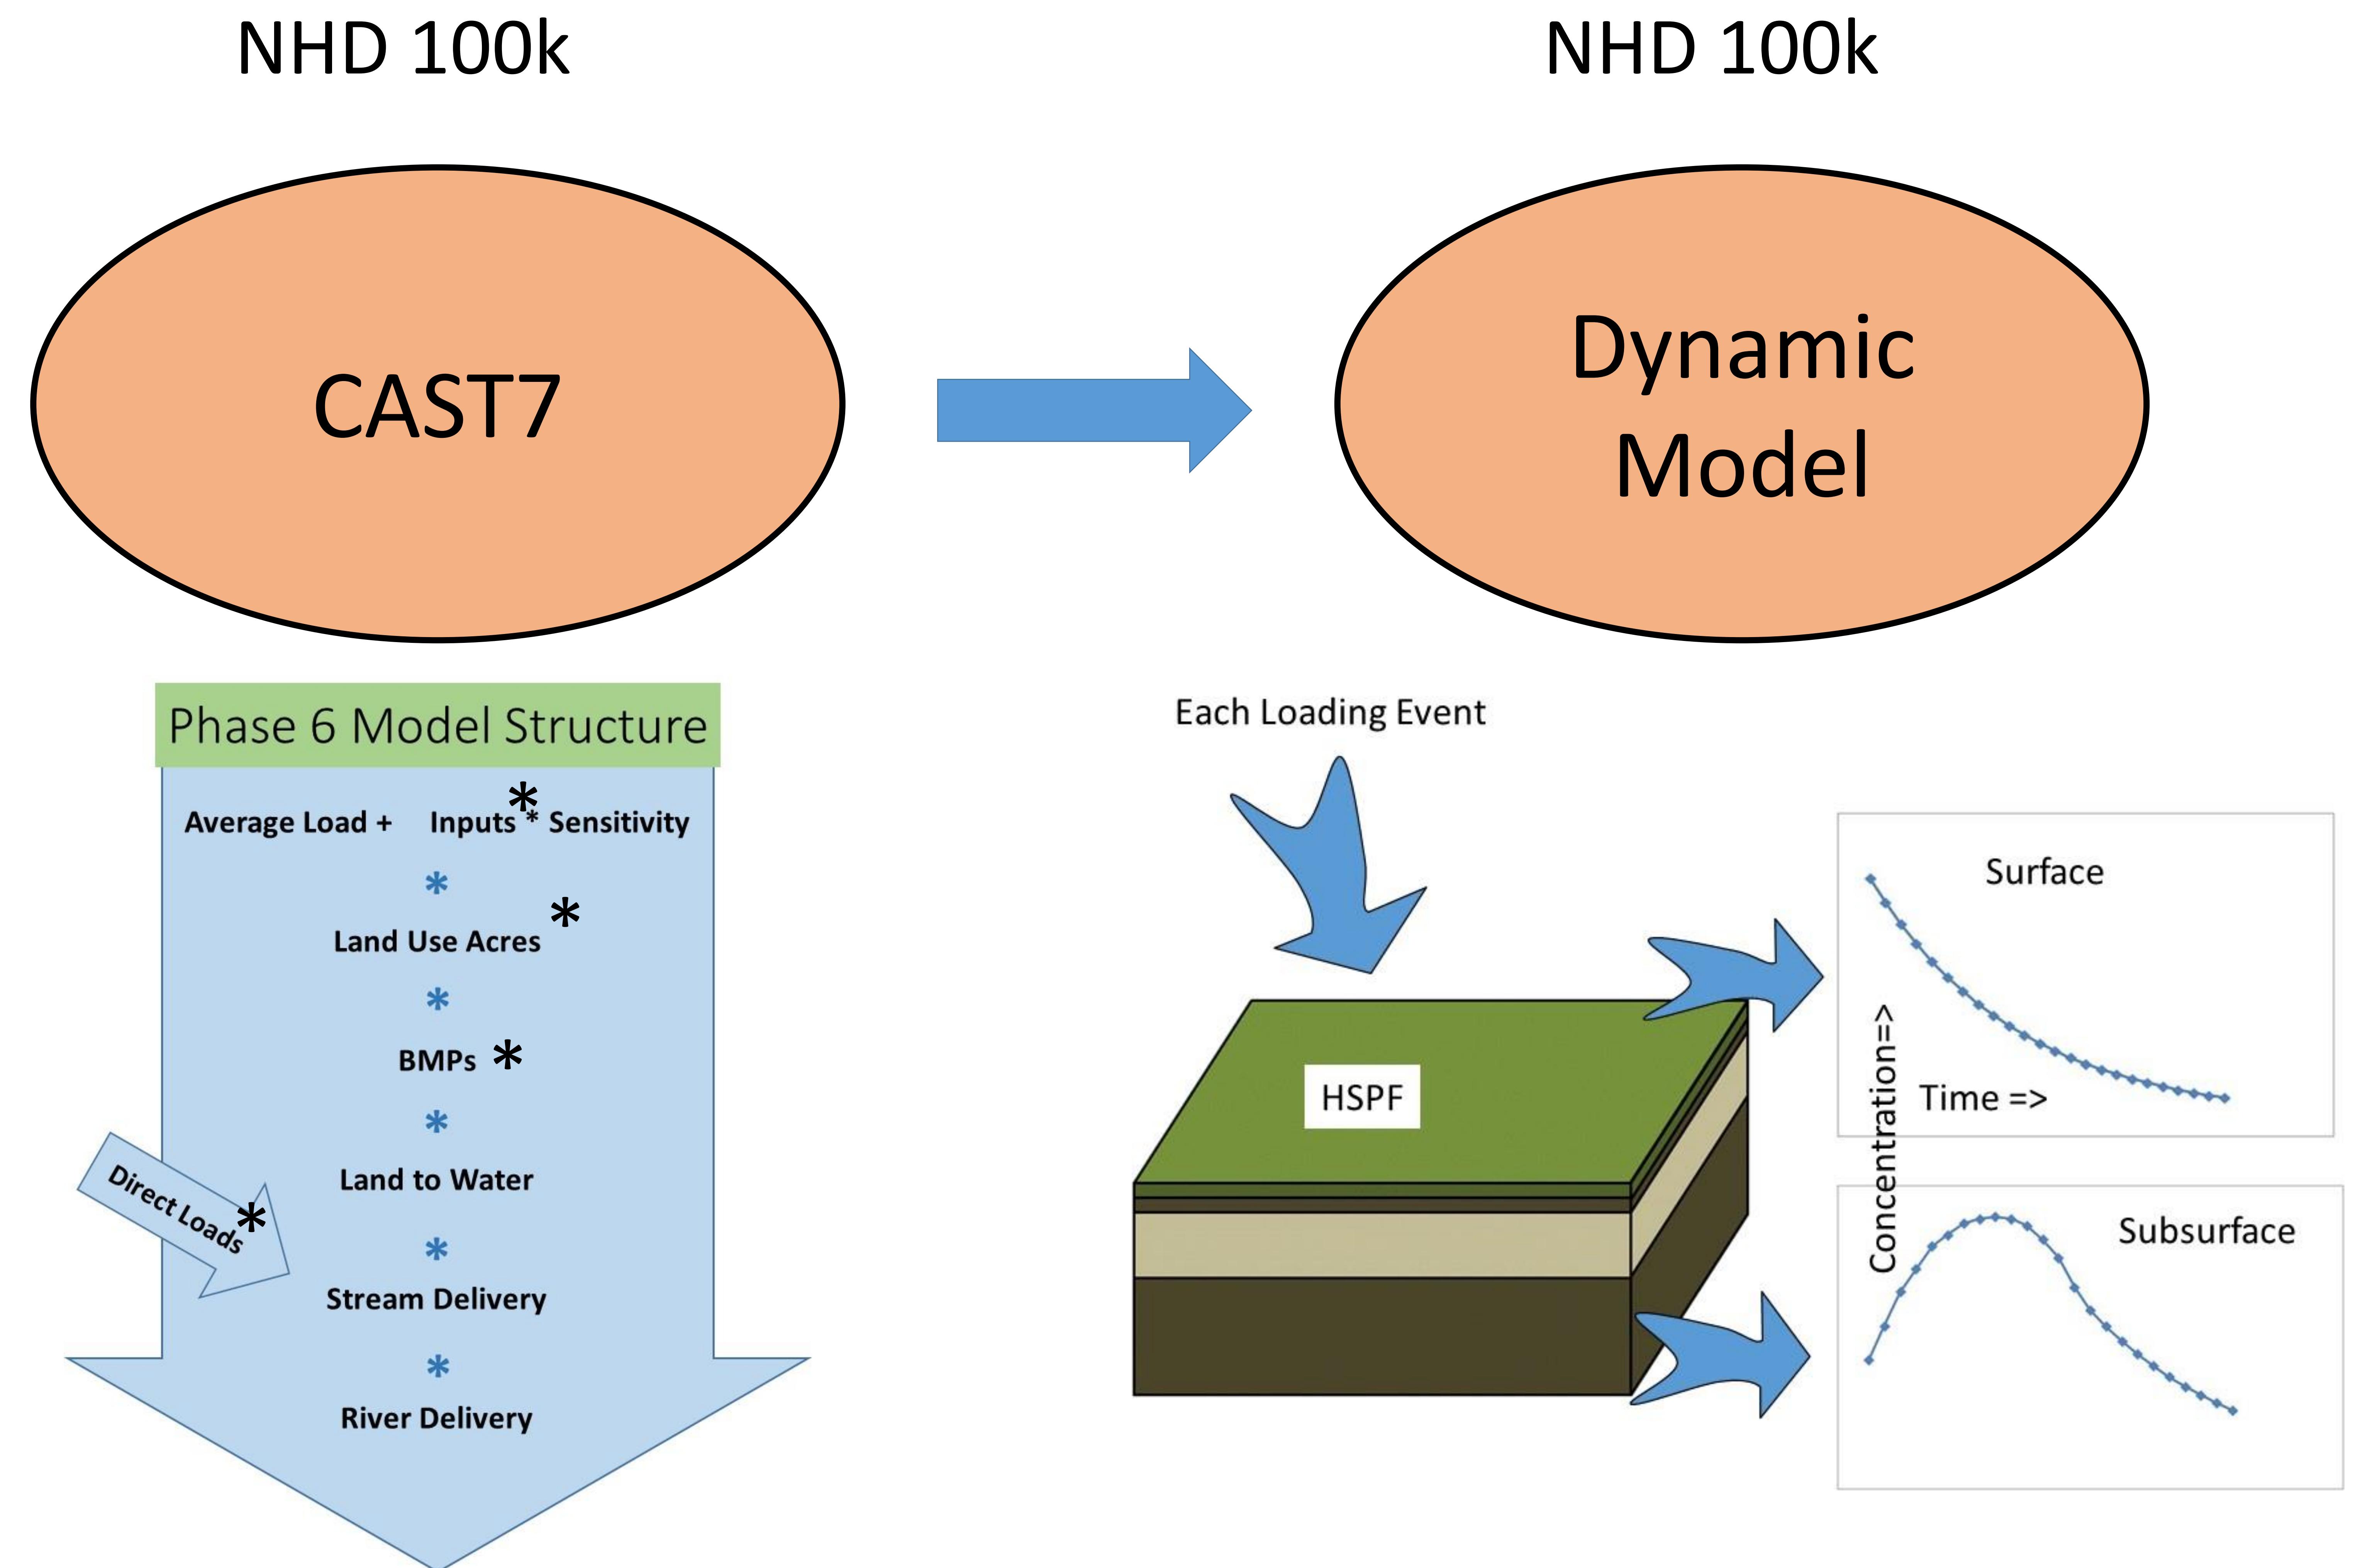 NHD 100k
NHD 100k
CAST7
Dynamic
Model
Phase 6 Model Structure
Average Load + Inputs * Sensitivity
*
*
Land Use Acres *
*
BMPs *
*
Land to Water
Direct Loads *
*
Stream Delivery
*
River Delivery
Each Loading Event
HSPF
Surface
Time =>
Concentration=>
Subsurface